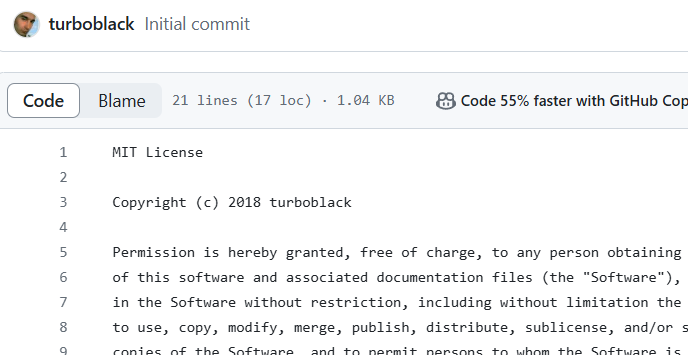 turboblack Initial commit
Code Blame 21 lines (17 loc) · 1.04 KB Code 55% faster with GitHub Cop
1 MIT License
2
3 Copyright (c) 2018 turboblack
4
5 Permission is hereby granted, free of charge, to any person obtaining
6 of this software and associated documentation files (the "Software"),
7 in the Software without restriction, including without limitation the
8 to use, copy, modify, merge, publish, distribute, sublicense, and/or s
9 copies of the Software, and to permit persons to whom the Software is